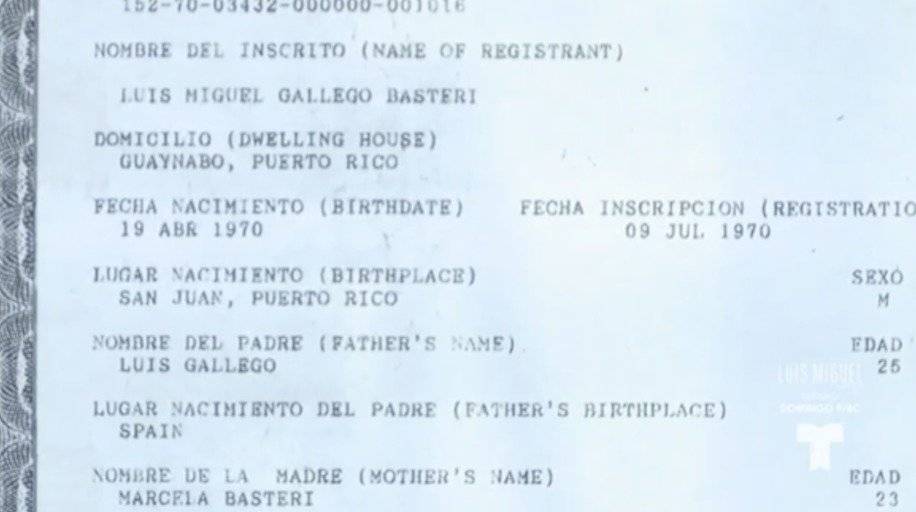 152-70-03432-000000-001016
NOMBRE DEL INSCRITO (NAME OF REGISTRANT)
LUIS MIGUEL GALLEGO BASTERI
DOMICILIO (DWELLING HOUSE)
GUAYNABO, PUERTO RICO
FECHA NACIMIENTO (BIRTHDATE) FECHA INSCRIPCION (REGISTRATIO
19 ABR 1970 09 JUL 1970
LUGAR NACIMIENTO (BIRTHPLACE) SEXO
SAN JUAN, PUERTO RICO M
NOMBRE DEL PADRE (FATHER'S NAME) EDAD
LUIS GALLEGO 25
LUIS MIGUEL
LUGAR NACIMIENTO DEL PADRE (FATHER'S BIRTHPLACE)
DOMINGO 9/8C
SPAIN
NOMBRE DE LA MADRE (MOTHER'S NAME) EDAD
MARCELA BASTERI 23